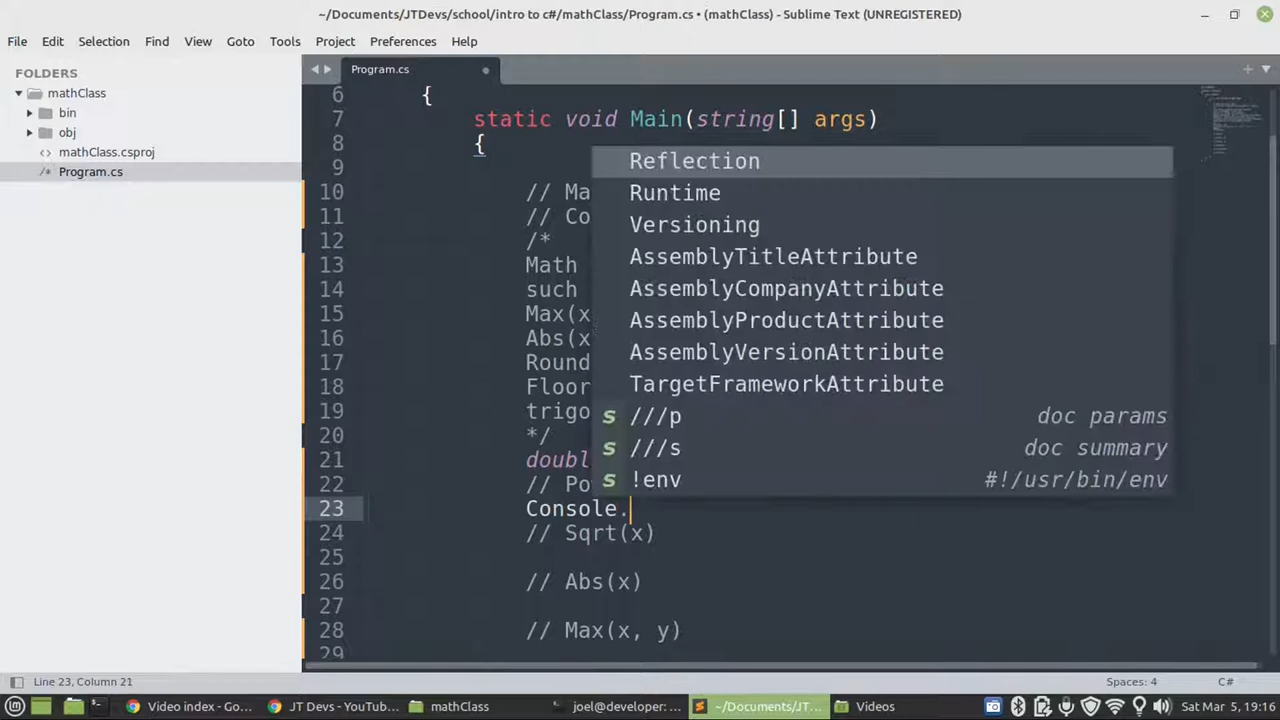 ~/Documents/JTDevs/school/intro to c#/mathClass/Program.cs • (mathClass) - Sublime Text (UNREGISTERED)
File Edit Selection Find View Goto Tools Project Preferences Help
FOLDERS
mathClass
bin
obj
<> mathClass.csproj
/* Program.cs
Program.cs
6 {
7 static void Main(string[] args)
8 {
9
10 // Ma
11 // Co
12 /*
13 Math
14 such
15 Max(x
16 Abs(x
17 Round
18 Floor
19 trigo
20 */
21 doubl
22 // Po
23 Console.
24 // Sqrt(x)
25
26 // Abs(x)
27
28 // Max(x, y)
29
Reflection
Runtime
Versioning
AssemblyTitleAttribute
AssemblyCompanyAttribute
AssemblyProductAttribute
AssemblyVersionAttribute
TargetFrameworkAttribute
s ///p doc params
s ///s doc summary
s !env #!/usr/bin/env
Line 23, Column 21 Spaces: 4 C#
Video index - Go... JT Devs - YouTub... mathClass joel@developer: ... ~/Documents/JT... Videos Sat Mar 5, 19:16